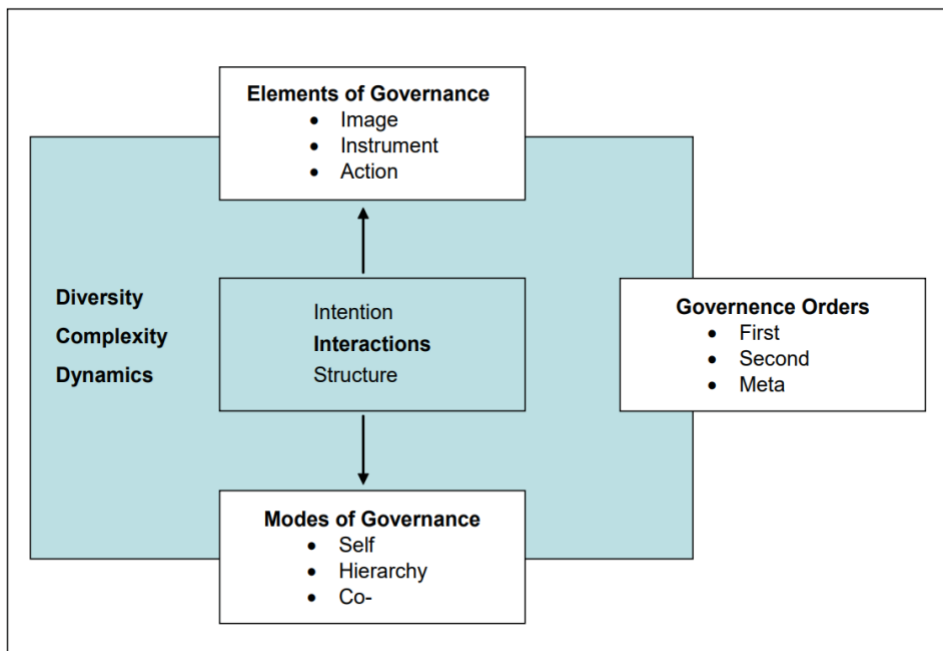 Elements of Governance
• Image
• Instrument
• Action
Diversity
Complexity
Dynamics
Intention
Interactions
Structure
Governence Orders
• First
• Second
• Meta
Modes of Governance
• Self
• Hierarchy
• Co-